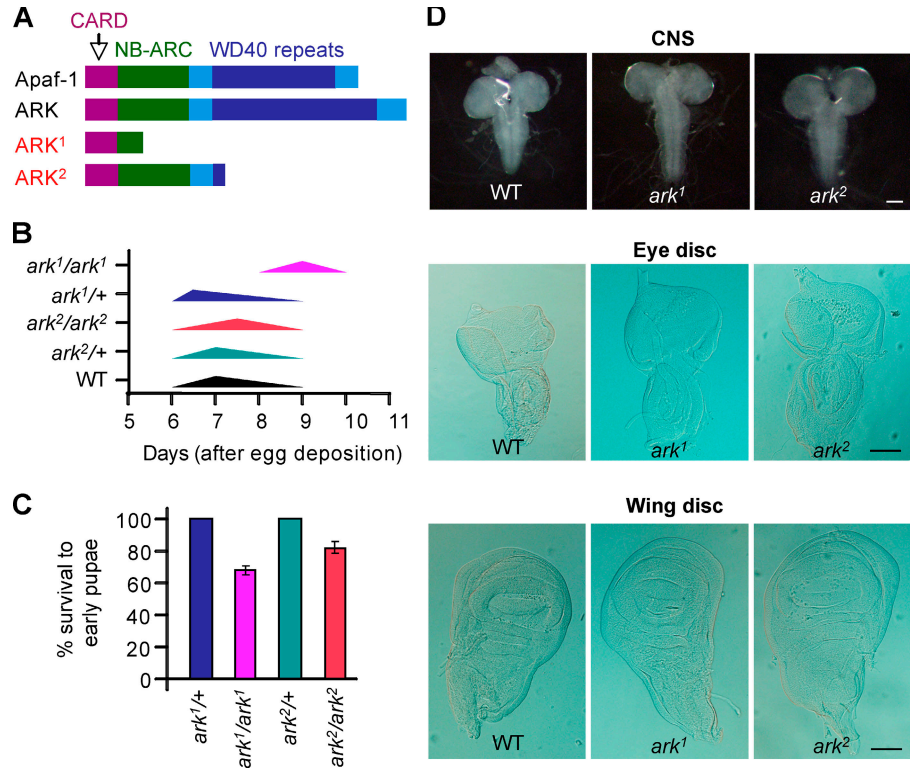 A
CARD
NB-ARC WD40 repeats
Apaf-1
ARK
ARK¹
ARK²
B
ark¹/ark¹
ark¹/+
ark²/ark²
ark²/+
WT
5 6 7 8 9 10 11
Days (after egg deposition)
C
% survival to
early pupae
100
80
60
40
20
0
ark¹/+
ark¹/ark¹
ark²/+
ark²/ark²
D
CNS
WT ark¹ ark²
Eye disc
WT ark¹ ark²
Wing disc
WT ark¹ ark²